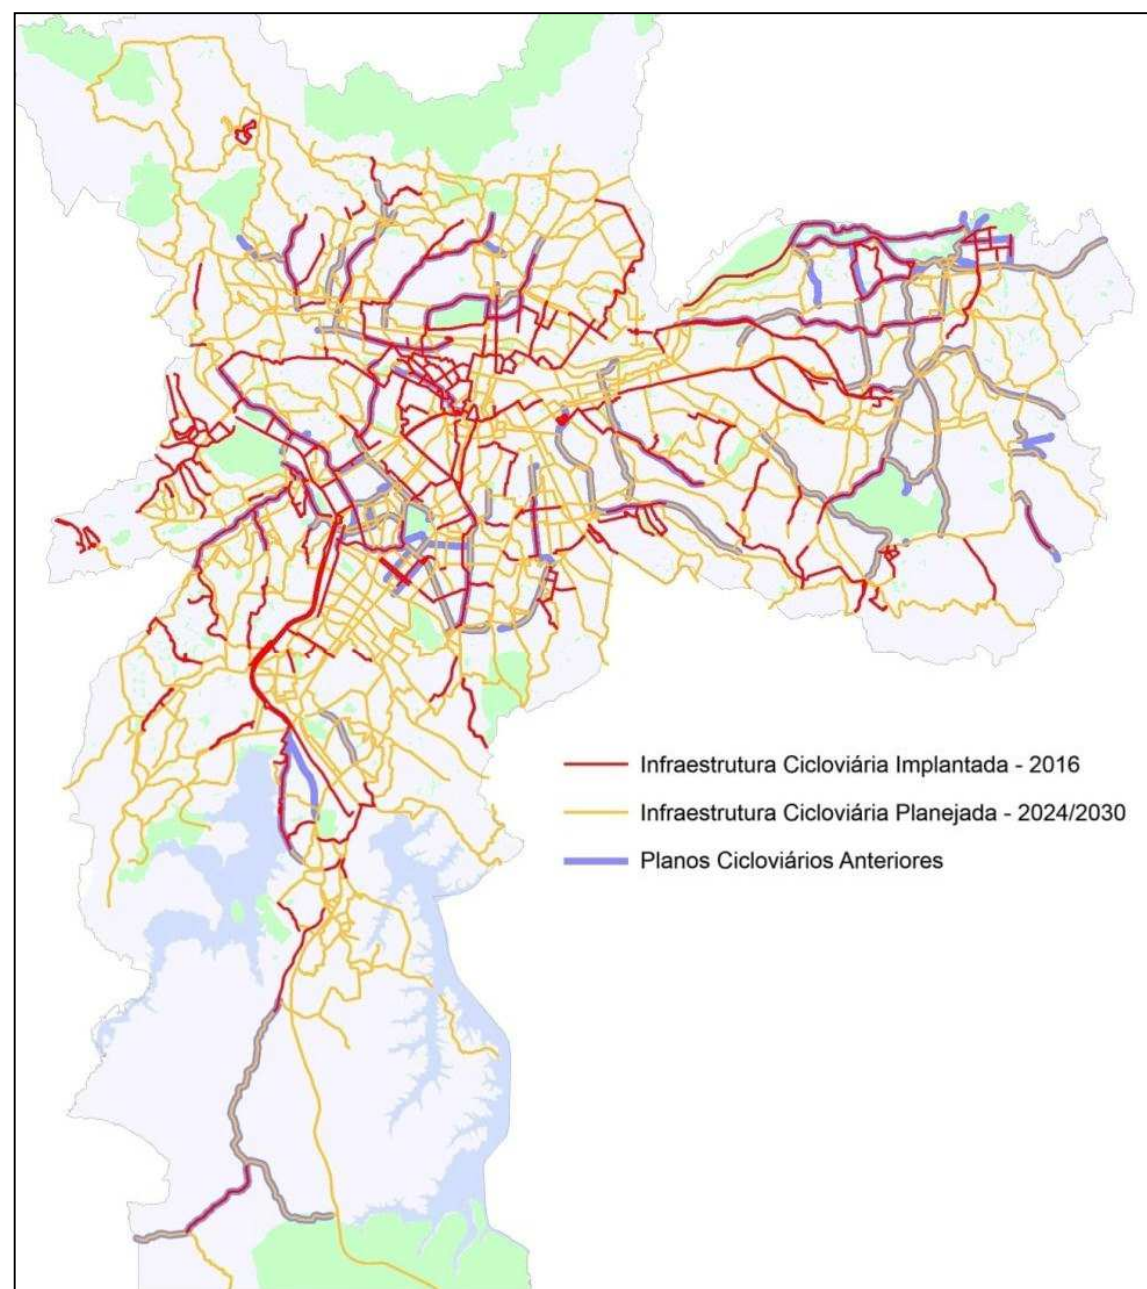 Infraestrutura Cicloviária Implantada - 2016
Infraestrutura Cicloviária Planejada - 2024/2030
Planos Cicloviários Anteriores